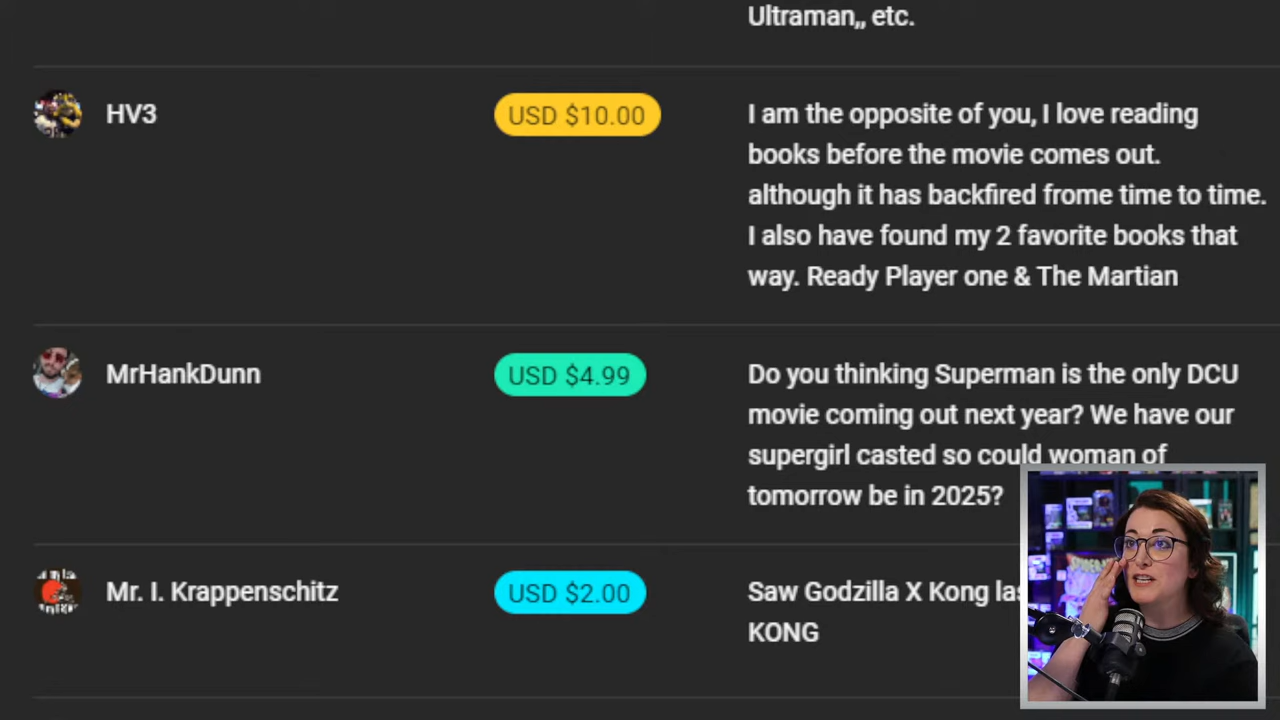 Ultraman,, etc.
HV3
USD $10.00
I am the opposite of you, I love reading
books before the movie comes out.
although it has backfired frome time to time.
I also have found my 2 favorite books that
way. Ready Player one & The Martian
MrHankDunn
USD $4.99
Do you thinking Superman is the only DCU
movie coming out next year? We have our
supergirl casted so could woman of
tomorrow be in 2025?
Mr. I. Krappenschitz
USD $2.00
Saw Godzilla X Kong
KONG